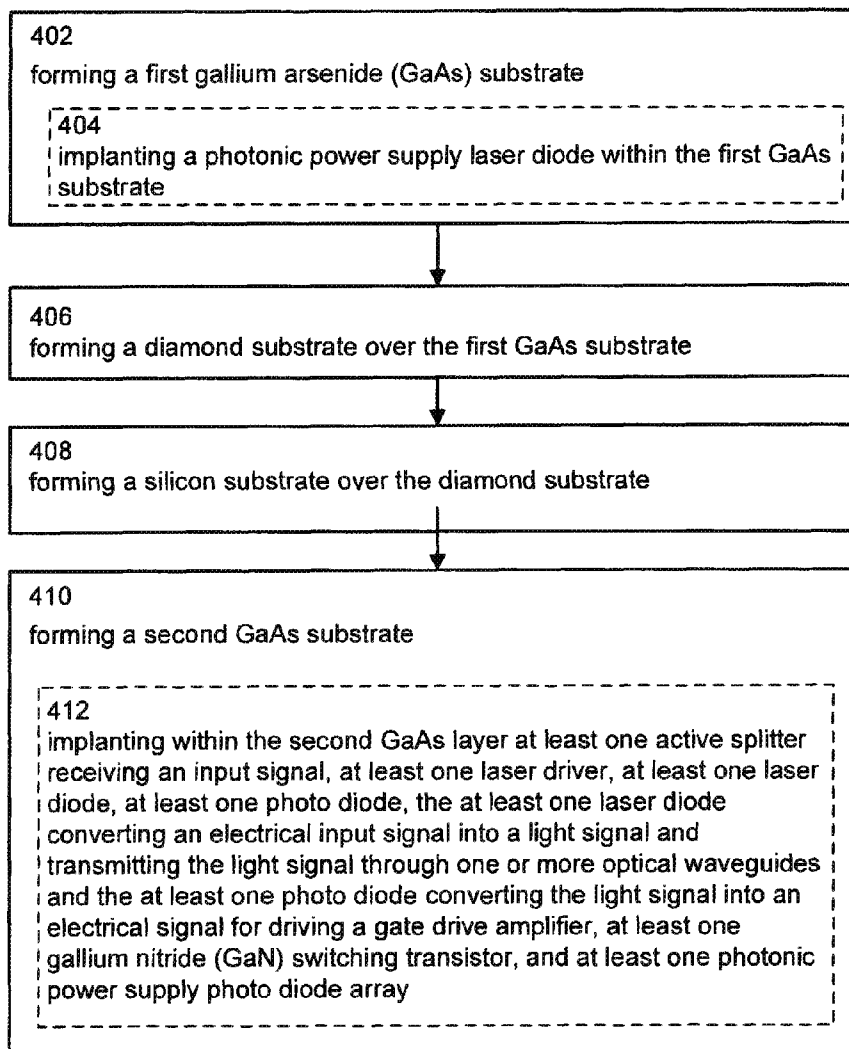 402
forming a first gallium arsenide (GaAs) substrate
404
implanting a photonic power supply laser diode within the first GaAs
substrate
406
forming a diamond substrate over the first GaAs substrate
408
forming a silicon substrate over the diamond substrate
410
forming a second GaAs substrate
412
implanting within the second GaAs layer at least one active splitter
receiving an input signal, at least one laser driver, at least one laser
diode, at least one photo diode, the at least one laser diode
converting an electrical input signal into a light signal and
transmitting the light signal through one or more optical waveguides
and the at least one photo diode converting the light signal into an
electrical signal for driving a gate drive amplifier, at least one
gallium nitride (GaN) switching transistor, and at least one photonic
power supply photo diode array